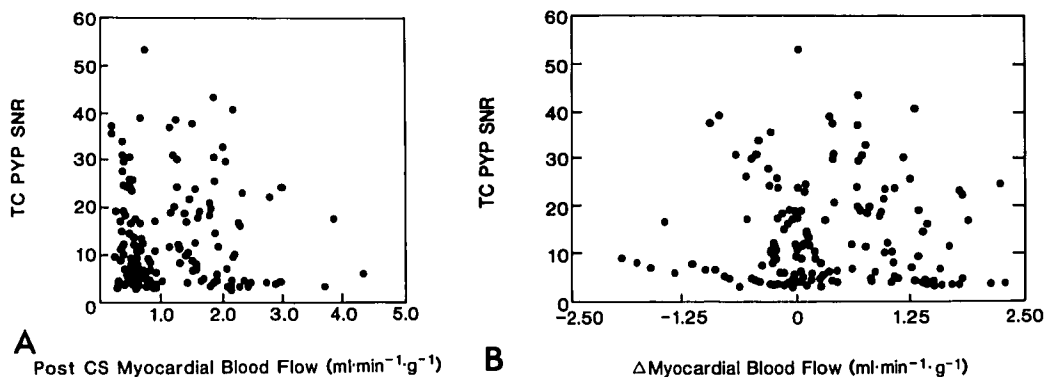 60
50
40
30
20
10
0
TC PYP SNR
1.0 2.0 3.0 4.0 5.0
A
Post CS Myocardial Blood Flow (ml·min⁻¹·g⁻¹)
60
50
40
30
20
10
0
TC PYP SNR
-2.50 -1.25 0 1.25 2.50
B
ΔMyocardial Blood Flow (ml·min⁻¹·g⁻¹)